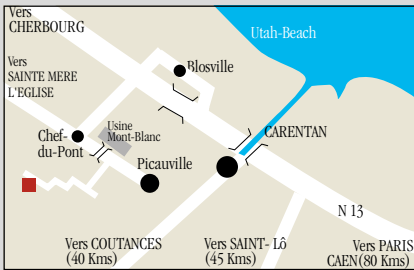 Vers
CHERBOURG
Utah-Beach
Vers
SAINTE MERE
L'EGLISE
Blosville
Chef-
du-Pont
Usine
Mont-Blanc
CARENTAN
Picauville
N 13
Vers COUTANCES
(40 Kms)
Vers SAINT- Lô
(45 Kms)
Vers PARIS
CAEN(80 Kms)